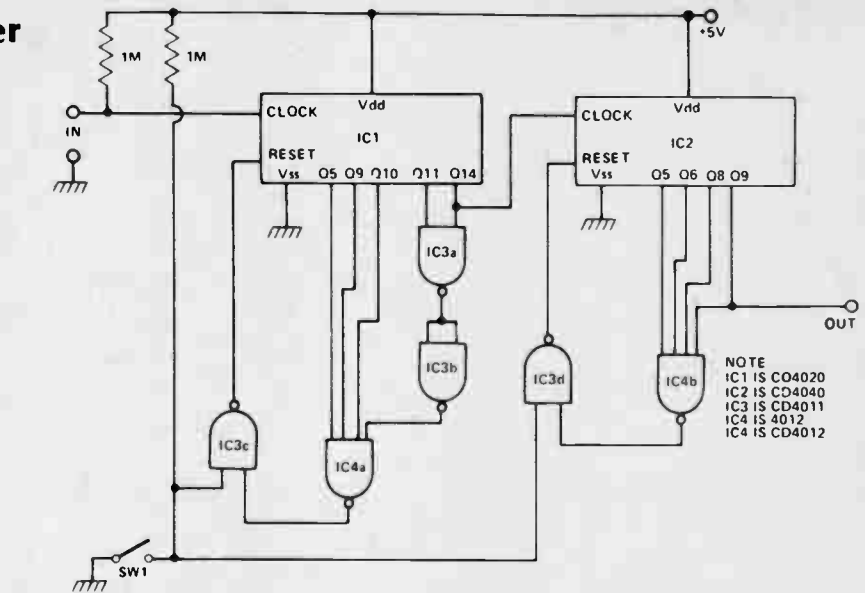 er
1M
1M
+5V
IN
CLOCK
Vdd
IC1
RESET
Vss
Q5
Q9
Q10
Q11
Q14
CLOCK
Vdd
IC2
RESET
Vss
Q5
Q6
Q8
Q9
IC3a
IC3b
IC3c
IC4a
IC3d
IC4b
OUT
NOTE
IC1 IS CO4020
IC2 IS CD4040
IC3 IS CD4011
IC4 IS 4012
IC4 IS CD4012
SW1